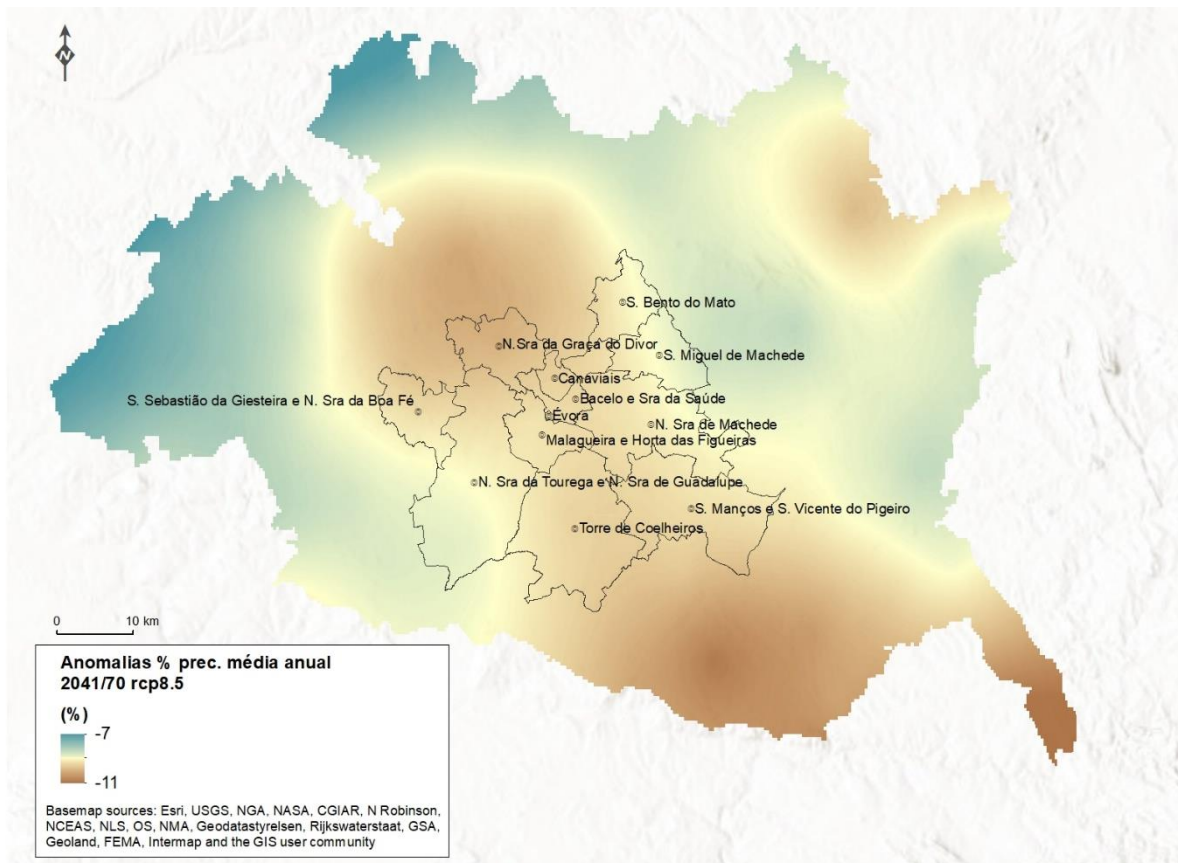 N
S. Bento do Mato
N.Sra da Graça do Divor
S. Miguel de Machede
Canaviais
S. Sebastião da Giesteira e N. Sra da Boa Fé
Bacelo e Sra da Saúde
Évora
N. Sra de Machede
Malagueira e Horta das Figueiras
N. Sra da Tourega e N. Sra de Guadalupe
S. Manços e S. Vicente do Pigeiro
Torre de Coelheiros
0 10 km
Anomalias % prec. média anual
2041/70 rcp8.5
(%)
-7
-11
Basemap sources: Esri, USGS, NGA, NASA, CGIAR, N Robinson,
NCEAS, NLS, OS, NMA, Geodatastyrelsen, Rijkswaterstaat, GSA,
Geoland, FEMA, Intermap and the GIS user community